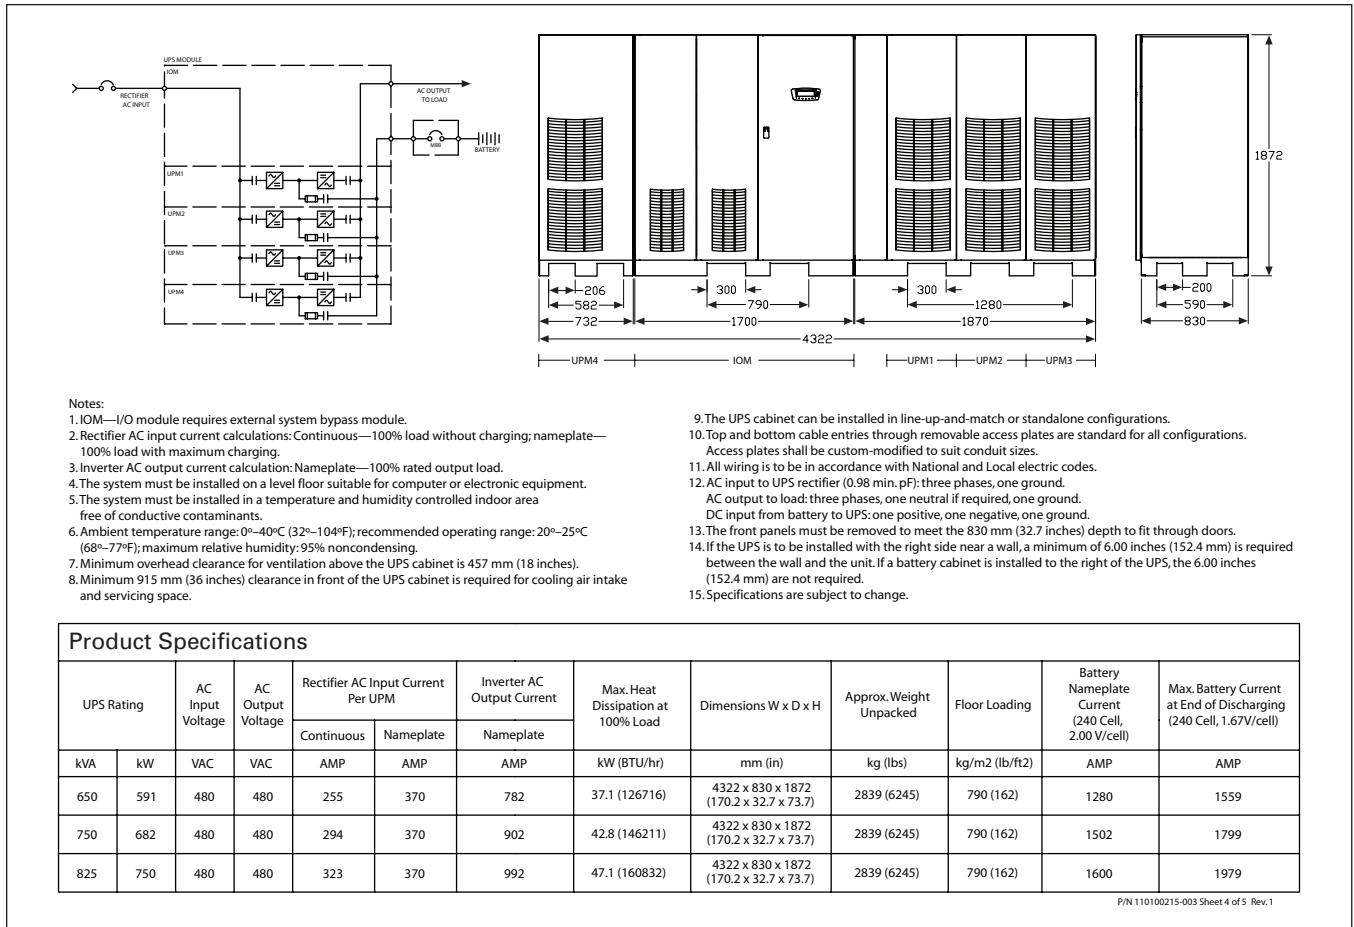 UPS MODULE
IOM
RECTIFIER
AC INPUT
AC OUTPUT
TO LOAD
MBB
BATTERY
UPM1
UPM2
UPM3
UPM4
1872
206
300
300
200
582
790
1280
590
732
1700
1870
830
4322
UPM4
IOM
UPM1
UPM2
UPM3
Notes:
1. IOM—I/O module requires external system bypass module.
2. Rectifier AC input current calculations: Continuous—100% load without charging; nameplate—
100% load with maximum charging.
3. Inverter AC output current calculation: Nameplate—100% rated output load.
4. The system must be installed on a level floor suitable for computer or electronic equipment.
5. The system must be installed in a temperature and humidity controlled indoor area
free of conductive contaminants.
6. Ambient temperature range: 0º–40ºC (32º–104ºF); recommended operating range: 20º–25ºC
(68º–77ºF); maximum relative humidity: 95% noncondensing.
7. Minimum overhead clearance for ventilation above the UPS cabinet is 457 mm (18 inches).
8. Minimum 915 mm (36 inches) clearance in front of the UPS cabinet is required for cooling air intake
and servicing space.
9. The UPS cabinet can be installed in line-up-and-match or standalone configurations.
10. Top and bottom cable entries through removable access plates are standard for all configurations.
Access plates shall be custom-modified to suit conduit sizes.
11. All wiring is to be in accordance with National and Local electric codes.
12. AC input to UPS rectifier (0.98 min. pF): three phases, one ground.
AC output to load: three phases, one neutral if required, one ground.
DC input from battery to UPS: one positive, one negative, one ground.
13. The front panels must be removed to meet the 830 mm (32.7 inches) depth to fit through doors.
14. If the UPS is to be installed with the right side near a wall, a minimum of 6.00 inches (152.4 mm) is required
between the wall and the unit. If a battery cabinet is installed to the right of the UPS, the 6.00 inches
(152.4 mm) are not required.
15. Specifications are subject to change.
Product Specifications
UPS Rating
AC
Input
Voltage
AC
Output
Voltage
Rectifier AC Input Current
Per UPM
Continuous
Nameplate
Inverter AC
Output Current
Nameplate
Max. Heat
Dissipation at
100% Load
Dimensions W x D x H
Approx. Weight
Unpacked
Floor Loading
Battery
Nameplate
Current
(240 Cell,
2.00 V/cell)
Max. Battery Current
at End of Discharging
(240 Cell, 1.67V/cell)
kVA kW VAC VAC AMP AMP AMP kW (BTU/hr) mm (in) kg (lbs) kg/m2 (lb/ft2) AMP AMP
650 591 480 480 255 370 782 37.1 (126716) 4322 x 830 x 1872 2839 (6245) 790 (162) 1280 1559
(170.2 x 32.7 x 73.7)
750 682 480 480 294 370 902 42.8 (146211) 4322 x 830 x 1872 2839 (6245) 790 (162) 1502 1799
(170.2 x 32.7 x 73.7)
825 750 480 480 323 370 992 47.1 (160832) 4322 x 830 x 1872 2839 (6245) 790 (162) 1600 1979
(170.2 x 32.7 x 73.7)
P/N 110100215-003 Sheet 4 of 5 Rev. 1